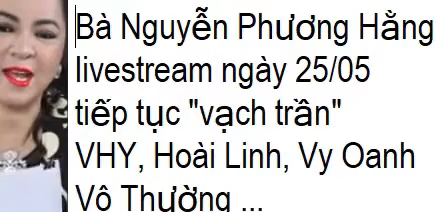 Bà Nguyễn Phương Hằng
livestream ngày 25/05
tiếp tục "vạch trần"
VHY, Hoài Linh, Vy Oanh
Vô Thường ...